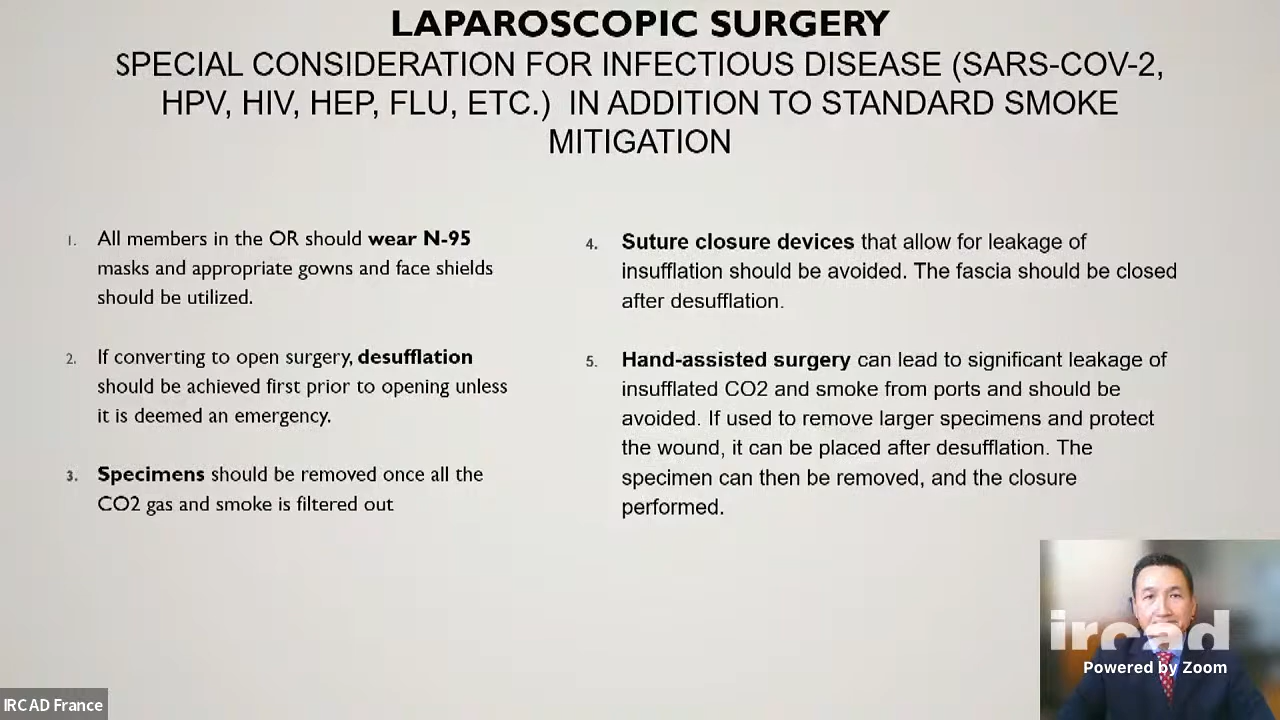 LAPAROSCOPIC SURGERY
SPECIAL CONSIDERATION FOR INFECTIOUS DISEASE (SARS-COV-2,
HPV, HIV, HEP, FLU, ETC.) IN ADDITION TO STANDARD SMOKE
MITIGATION
1. All members in the OR should wear N-95
masks and appropriate gowns and face shields
should be utilized.
2. If converting to open surgery, desufflation
should be achieved first prior to opening unless
it is deemed an emergency.
3. Specimens should be removed once all the
CO2 gas and smoke is filtered out
4. Suture closure devices that allow for leakage of
insufflation should be avoided. The fascia should be closed
after desufflation.
5. Hand-assisted surgery can lead to significant leakage of
insufflated CO2 and smoke from ports and should be
avoided. If used to remove larger specimens and protect
the wound, it can be placed after desufflation. The
specimen can then be removed, and the closure
performed.
ircad
Powered by Zoom
IRCAD France